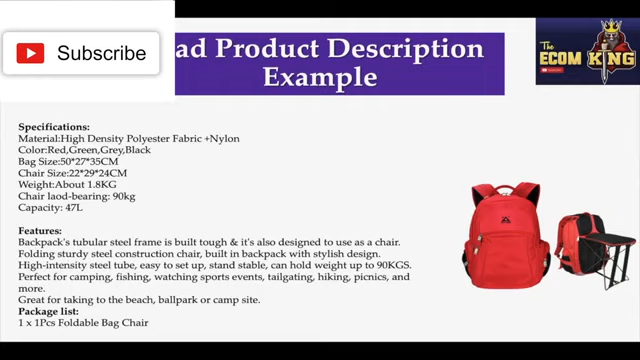 Subscribe
ad Product Description
Example
The
ECOM KING
Specifications:
Material:High Density Polyester Fabric +Nylon
Color:Red,Green,Grey,Black
Bag Size:50*27*35CM
Chair Size:22*29*24CM
Weight:About 1.8KG
Chair laod-bearing: 90kg
Capacity: 47L
Features:
Backpack's tubular steel frame is built tough & it's also designed to use as a chair.
Folding sturdy steel construction chair, built in backpack with stylish design.
High-intensity steel tube, easy to set up, stand stable, can hold weight up to 90KGS.
Perfect for camping, fishing, watching sports events, tailgating, hiking, picnics, and
more.
Great for taking to the beach, ballpark or camp site.
Package list:
1 x 1Pcs Foldable Bag Chair